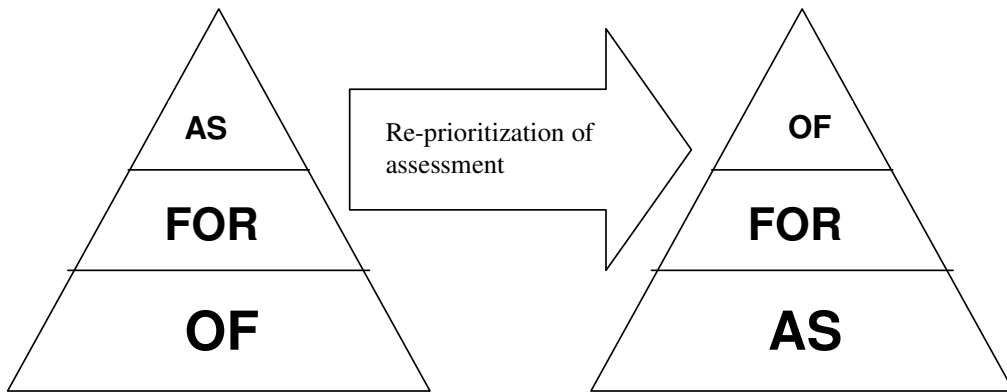 AS
FOR
OF
Re-prioritization of
assessment
OF
FOR
AS